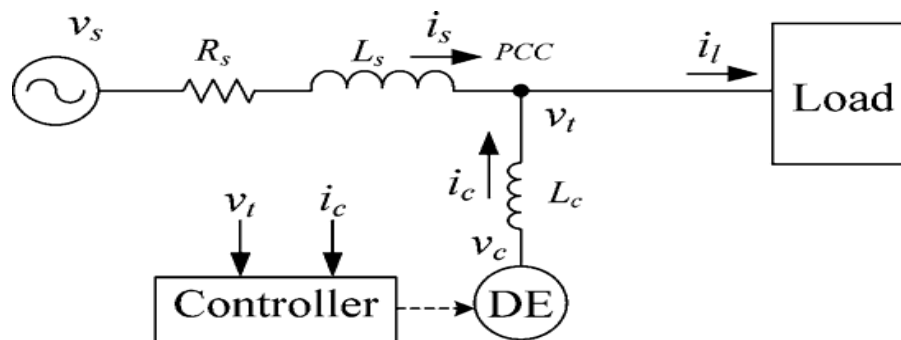 v_s
R_s
L_s
i_s
PCC
i_l
Load
v_t
i_c
L_c
v_t
i_c
v_c
Controller
DE